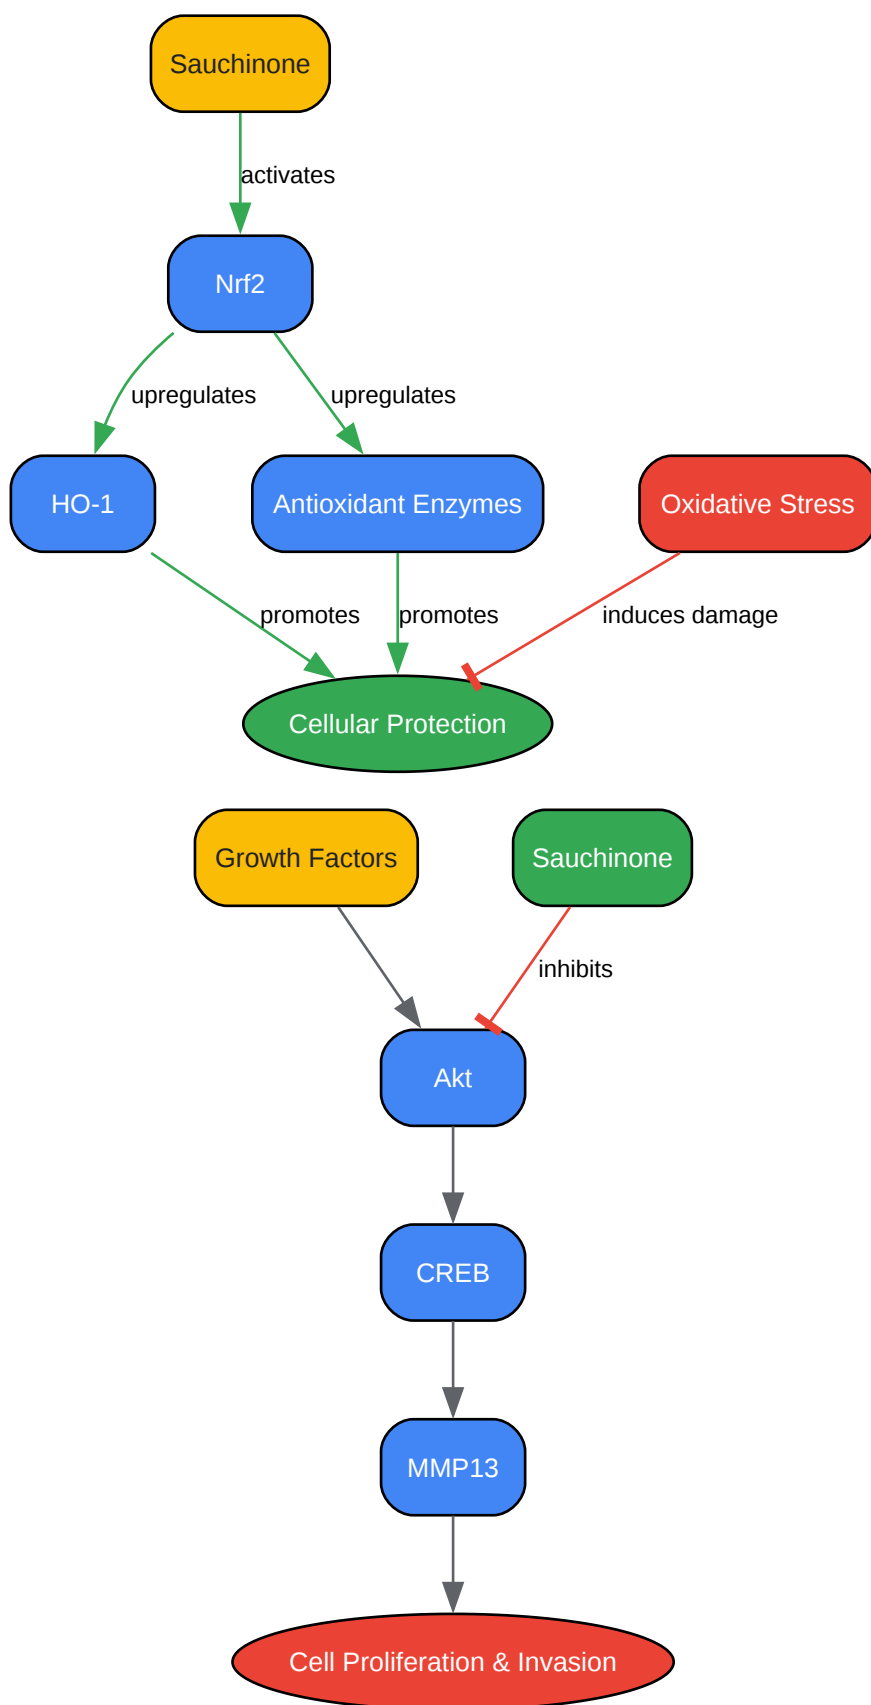 Sauchinone
activates
Nrf2
upregulates
upregulates
HO-1
Antioxidant Enzymes
Oxidative Stress
promotes
promotes
induces damage
Cellular Protection
Growth Factors
Sauchinone
inhibits
Akt
CREB
MMP13
Cell Proliferation & Invasion